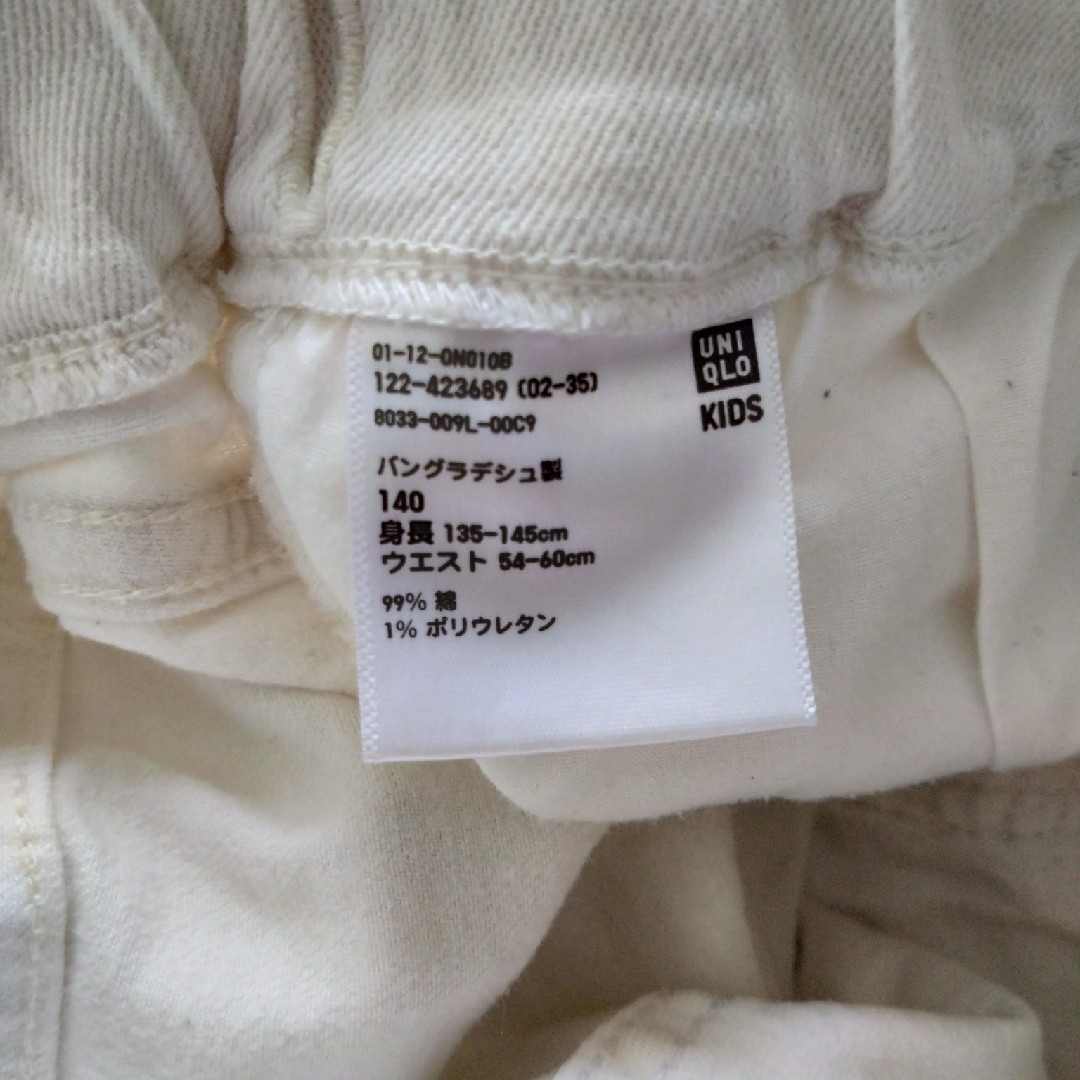 01-12-0N010B
122-423689 (02-35)
8033-009L-00C9
UNI
QLO
KIDS
バングラデシュ製
140
身長 135-145cm
ウエスト 54-60cm
99% 綿
1% ポリウレタン